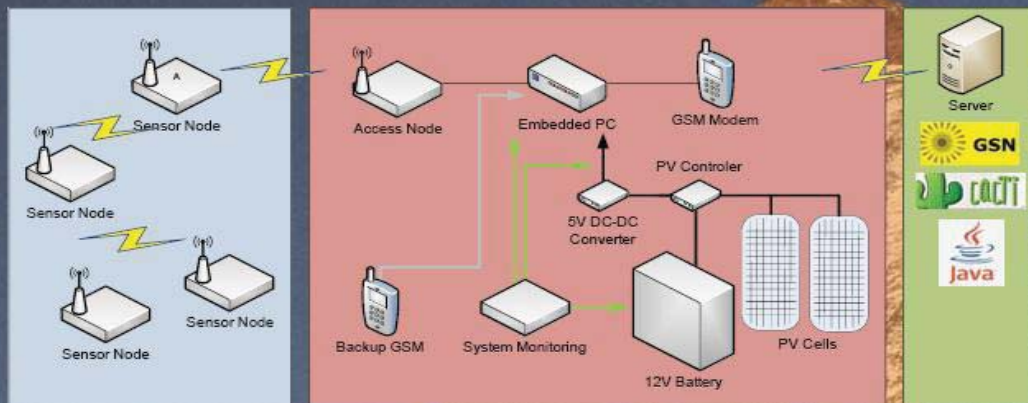 A
Sensor Node
Sensor Node
Sensor Node
Sensor Node
Access Node
Embedded PC
GSM Modem
PV Controler
5V DC-DC
Converter
Backup GSM
System Monitoring
12V Battery
PV Cells
Server
GSN
cacti
Java